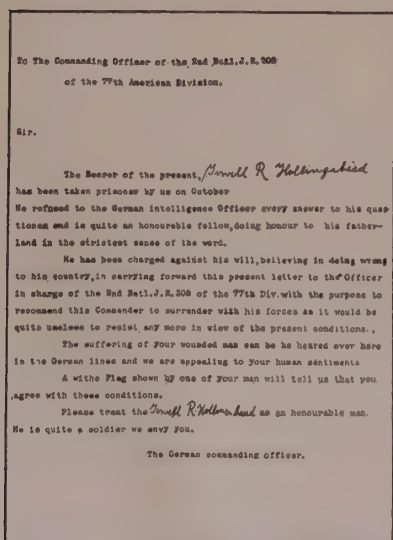 To The Commanding Officer of the 2nd Batl.J.R.308
of the 77th American Division.
Sir.
The Bearer of the present, Lowell R Hollingshead
has been taken prisoner by us on October
He refused to the German intelligence Officer every answer to his ques-
tiones and is quite an honourable fellow,doing honour to his father-
land in the strictest sense of the word.
He has been charged against his will,believing in doing wrong
to his country,in carrying forward this present letter to the Officer
in charge of the 2nd Batl.J.R.308 of the 77th Div.with the purpose to
recommend this Commander to surrender with his forces as it would be
quite useless to resist any more in view of the present conditions.,
The suffering of your wounded man can be he heared over here
in the German lines and we are appealing to your human sentiments
A withe Flag shown by one of your man will tell us that you
agree with these conditions.
Please treat the Lowell R. Hollingshead as an honourable man.
He is quite a soldier we envy you.
The German commanding officer.